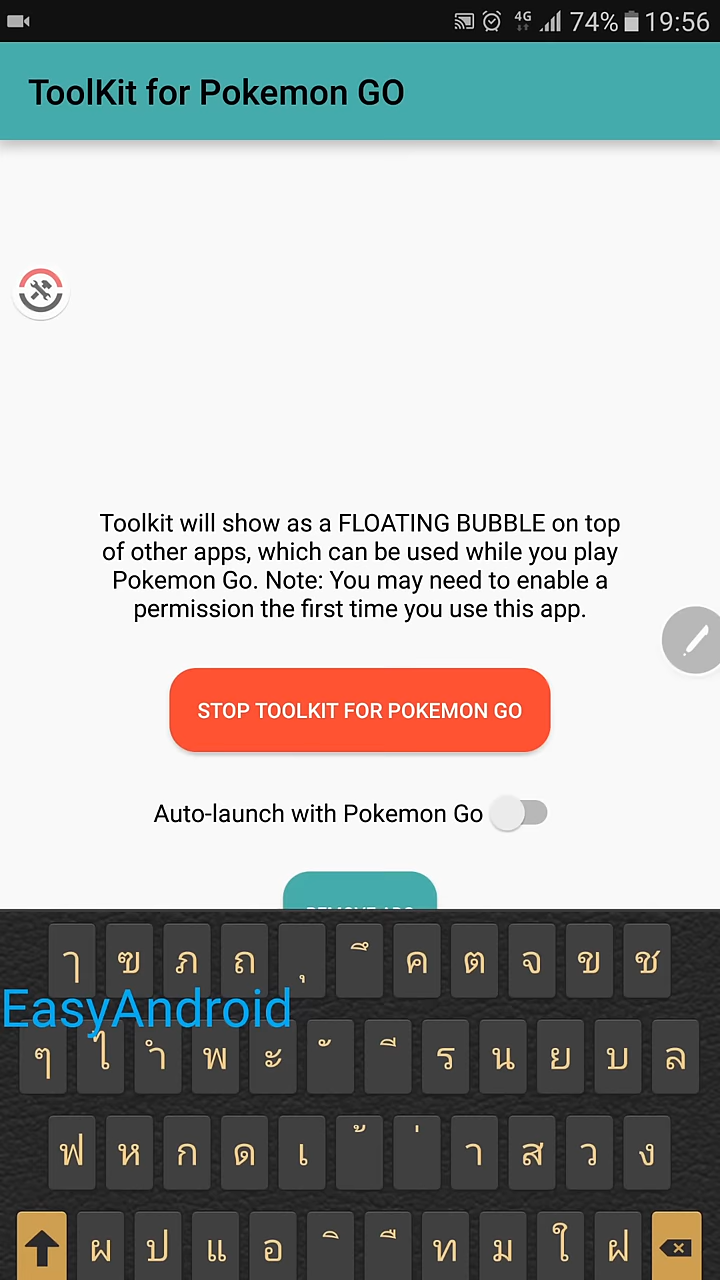 4G 74% 19:56
ToolKit for Pokemon GO
Toolkit will show as a FLOATING BUBBLE on top
of other apps, which can be used while you play
Pokemon Go. Note: You may need to enable a
permission the first time you use this app.
STOP TOOLKIT FOR POKEMON GO
Auto-launch with Pokemon Go
ๅ ฃ ภ ถ ุ ึ ค ต จ ข ช
EasyAndroid
ๆ ไ ำ พ ะ ั ี ร น ย บ ล
ฟ ห ก ด เ ้ ่ า ส ว ง
ผ ป แ อ ิ ื ท ม ใ ฝ